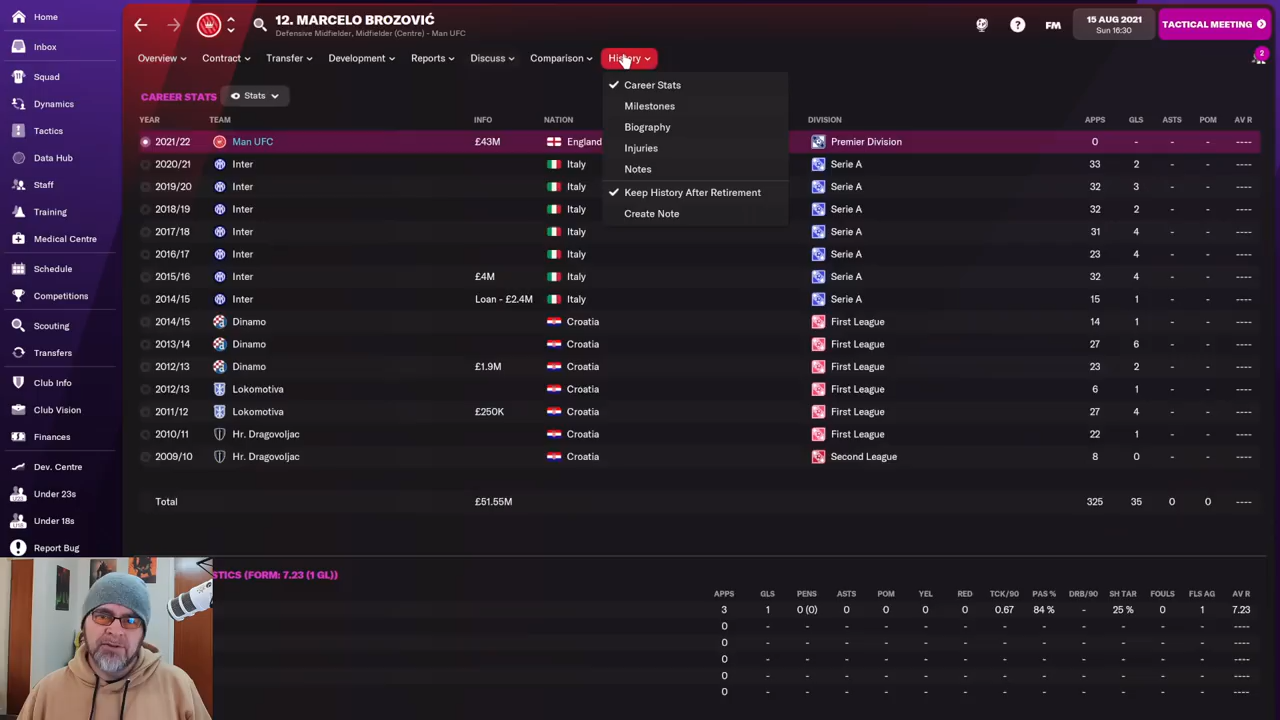 Home
Inbox
Squad
Dynamics
Tactics
Data Hub
Staff
Training
Medical Centre
Schedule
Competitions
Scouting
Transfers
Club Info
Club Vision
Finances
Dev. Centre
Under 23s
Under 18s
Report Bug
12. MARCELO BROZOVIĆ
Defensive Midfielder, Midfielder (Centre) - Man UFC
FM
15 AUG 2021
Sun 16:30
TACTICAL MEETING
2
Overview Contract Transfer Development Reports Discuss Comparison History
CAREER STATS Stats
Career Stats
Milestones
Biography
Injuries
Notes
Keep History After Retirement
Create Note
YEAR TEAM INFO NATION DIVISION APPS GLS ASTS POM AV R
2021/22 Man UFC £43M England Premier Division 0 - - - ----
2020/21 Inter Italy Serie A 33 2 - - ----
2019/20 Inter Italy Serie A 32 3 - - ----
2018/19 Inter Italy Serie A 32 2 - - ----
2017/18 Inter Italy Serie A 31 4 - - ----
2016/17 Inter Italy Serie A 23 4 - - ----
2015/16 Inter £4M Italy Serie A 32 4 - - ----
2014/15 Inter Loan - £2.4M Italy Serie A 15 1 - - ----
2014/15 Dinamo Croatia First League 14 1 - - ----
2013/14 Dinamo Croatia First League 27 6 - - ----
2012/13 Dinamo £1.9M Croatia First League 23 2 - - ----
2012/13 Lokomotiva Croatia First League 6 1 - - ----
2011/12 Lokomotiva £250K Croatia First League 27 4 - - ----
2010/11 Hr. Dragovoljac Croatia First League 22 1 - - ----
2009/10 Hr. Dragovoljac Croatia Second League 8 0 - - ----
Total £51.55M 325 35 0 0 ----
STICS (FORM: 7.23 (1 GL))
APPS GLS PENS ASTS POM YEL RED TCK/90 PAS % DRB/90 SH TAR FOULS FLS AG AV R
3 1 0 (0) 0 0 0 0 0.67 84 % - 25 % 0 1 7.23
0 - - - - - - - - - - - - ----
0 - - - - - - - - - - - - ----
0 - - - - - - - - - - - - ----
0 - - - - - - - - - - - - ----
0 - - - - - - - - - - - - ----